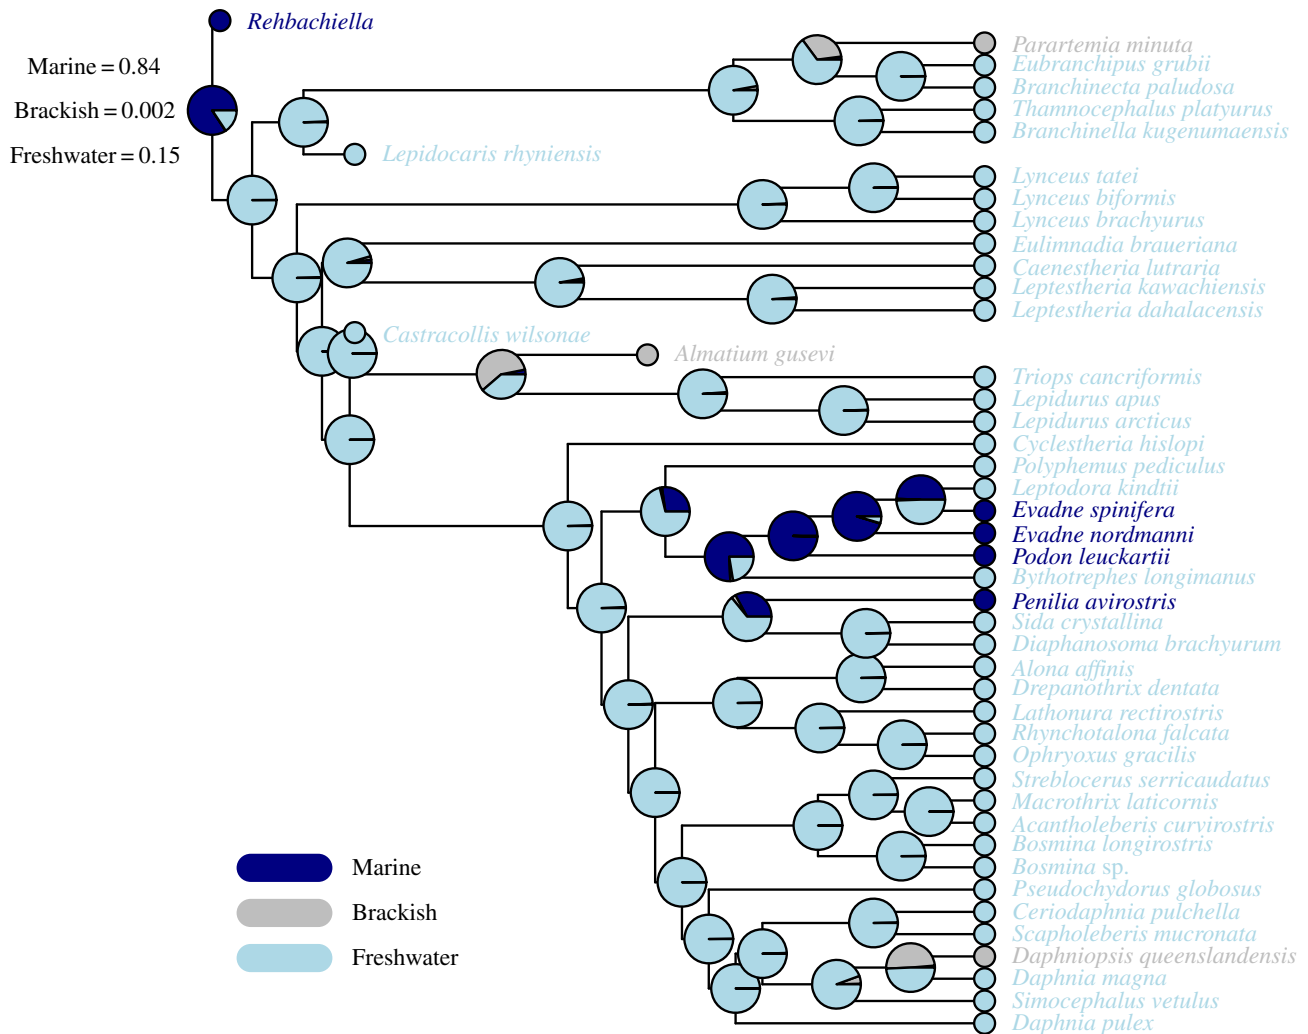 Rehbachiella
Marine = 0.84
Brackish = 0.002
Freshwater = 0.15
Parartemia minuta
Eubranchipus grubii
Branchinecta paludosa
Thamnocephalus platyurus
Branchinella kugenumaensis
Lepidocaris rhyniensis
Lynceus tatei
Lynceus biformis
Lynceus brachyurus
Eulimnadia braueriana
Caenestheria lutraria
Leptestheria kawachiensis
Leptestheria dahalacensis
Castracollis wilsonae
Almatium gusevi
Triops cancriformis
Lepidurus apus
Lepidurus arcticus
Cyclestheria hislopi
Polyphemus pediculus
Leptodora kindtii
Evadne spinifera
Evadne nordmanni
Podon leuckartii
Bythotrephes longimanus
Penilia avirostris
Sida crystallina
Diaphanosoma brachyurum
Alona affinis
Drepanothrix dentata
Lathonura rectirostris
Rhynchotalona falcata
Ophryoxus gracilis
Streblocerus serricaudatus
Macrothrix laticornis
Acantholeberis curvirostris
Bosmina longirostris
Bosmina sp.
Pseudochydorus globosus
Ceriodaphnia pulchella
Scapholeberis mucronata
Daphniopsis queenslandensis
Daphnia magna
Simocephalus vetulus
Daphnia pulex
Marine
Brackish
Freshwater